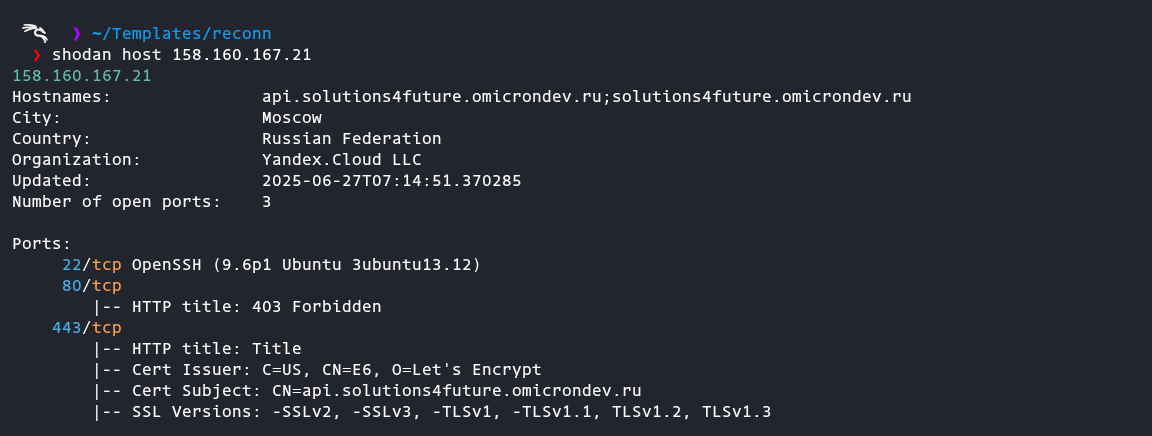 ❯ ~/Templates/reconn
❯ shodan host 158.160.167.21
158.160.167.21
Hostnames: api.solutions4future.omicrondev.ru;solutions4future.omicrondev.ru
City: Moscow
Country: Russian Federation
Organization: Yandex.Cloud LLC
Updated: 2025-06-27T07:14:51.370285
Number of open ports: 3
Ports:
22/tcp OpenSSH (9.6p1 Ubuntu 3ubuntu13.12)
80/tcp
|-- HTTP title: 403 Forbidden
443/tcp
|-- HTTP title: Title
|-- Cert Issuer: C=US, CN=E6, O=Let's Encrypt
|-- Cert Subject: CN=api.solutions4future.omicrondev.ru
|-- SSL Versions: -SSLv2, -SSLv3, -TLSv1, -TLSv1.1, TLSv1.2, TLSv1.3